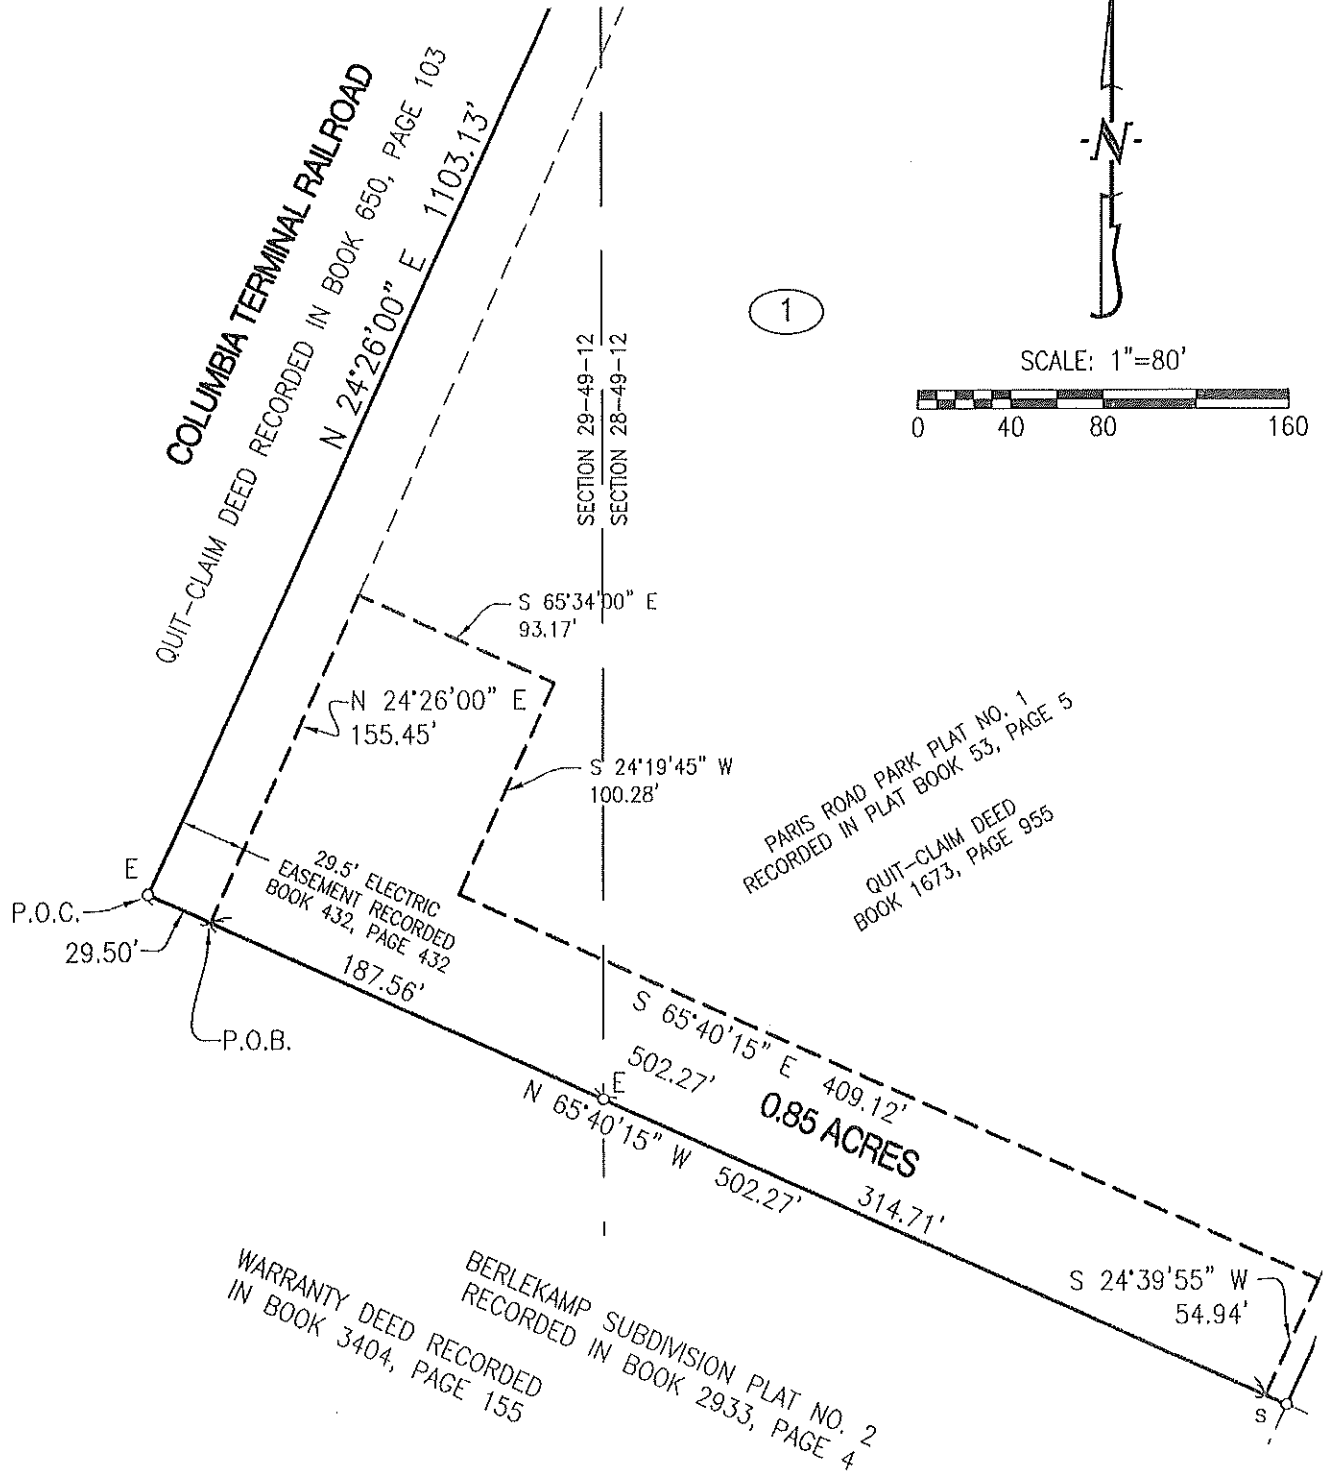 COLUMBIA TERMINAL RAILROAD
QUIT-CLAIM DEED RECORDED IN BOOK 650, PAGE 103
N 24°26'00" E 1103.13'
N
1
SCALE: 1"=80'
0 40 80 160
SECTION 29-49-12
SECTION 28-49-12
S 65°34'00" E
93.17'
N 24°26'00" E
155.45'
S 24°19'45" W
100.28'
PARIS ROAD PARK PLAT NO. 1
RECORDED IN PLAT BOOK 53, PAGE 5
QUIT-CLAIM DEED
BOOK 1673, PAGE 955
E
P.O.C.
29.50'
29.5' ELECTRIC
EASEMENT RECORDED
BOOK 432, PAGE 432
187.56'
P.O.B.
S 65°40'15" E 409.12'
502.27'
E
0.85 ACRES
N 65°40'15" W 502.27'
314.71'
S 24°39'55" W
54.94'
S
WARRANTY DEED RECORDED
IN BOOK 3404, PAGE 155
BERLEKAMP SUBDIVISION PLAT NO. 2
RECORDED IN BOOK 2933, PAGE 4